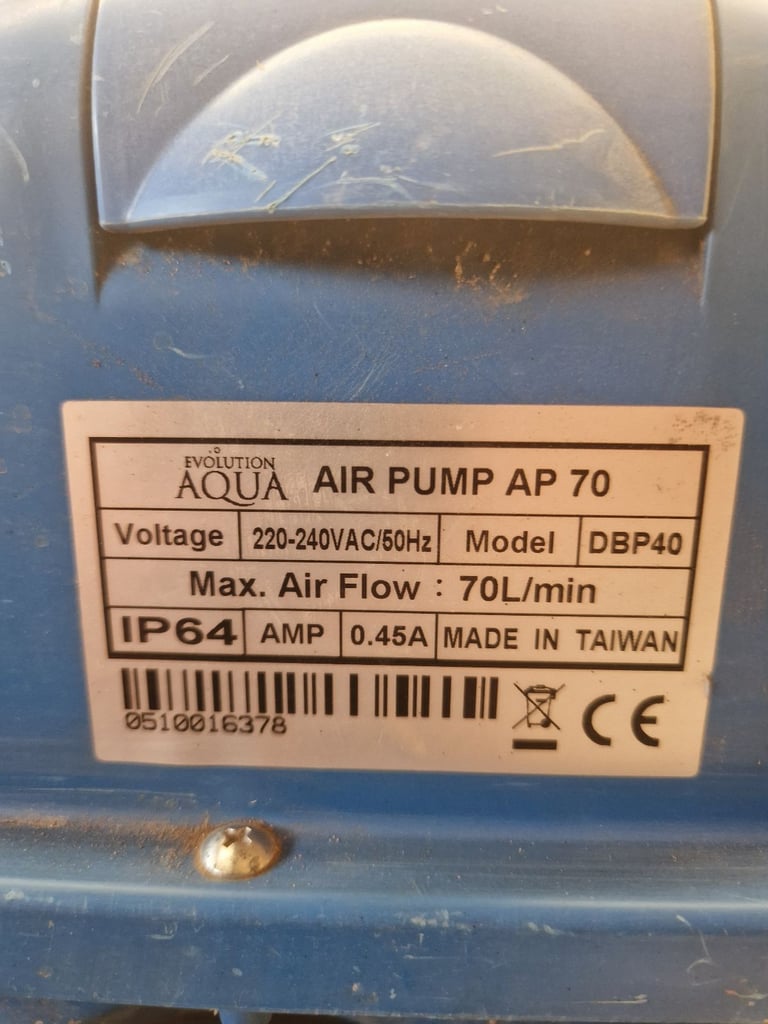 EVOLUTION
AQUA AIR PUMP AP 70
Voltage 220-240VAC/50Hz Model DBP40
Max. Air Flow : 70L/min
IP64 AMP 0.45A MADE IN TAIWAN
0510016378
CE